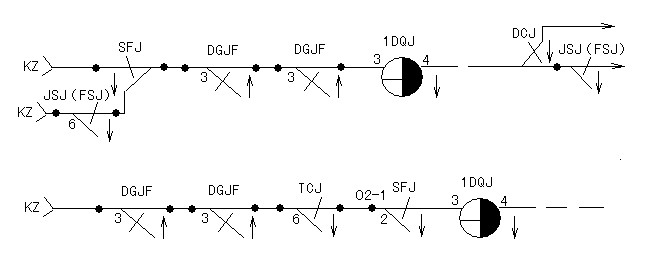 DCJ
SFJ DGJF DGJF 1DQJ JSJ(FSJ)
KZ 3 3 3 4
JSJ(FSJ)
KZ 6
DGJF DGJF TCJ O2-1 SFJ 1DQJ
KZ 3 3 6 2 3 4